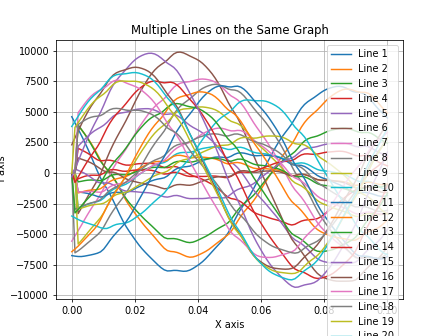 Multiple Lines on the Same Graph
10000
7500
5000
2500
0
−2500
−5000
−7500
−10000
0.00
0.02
0.04
0.06
X axis
axis
Line 1
Line 2
Line 3
Line 4
Line 5
Line 6
Line 7
Line 8
Line 9
Line 10
Line 11
Line 12
Line 13
Line 14
Line 15
Line 16
Line 17
Line 18
Line 19